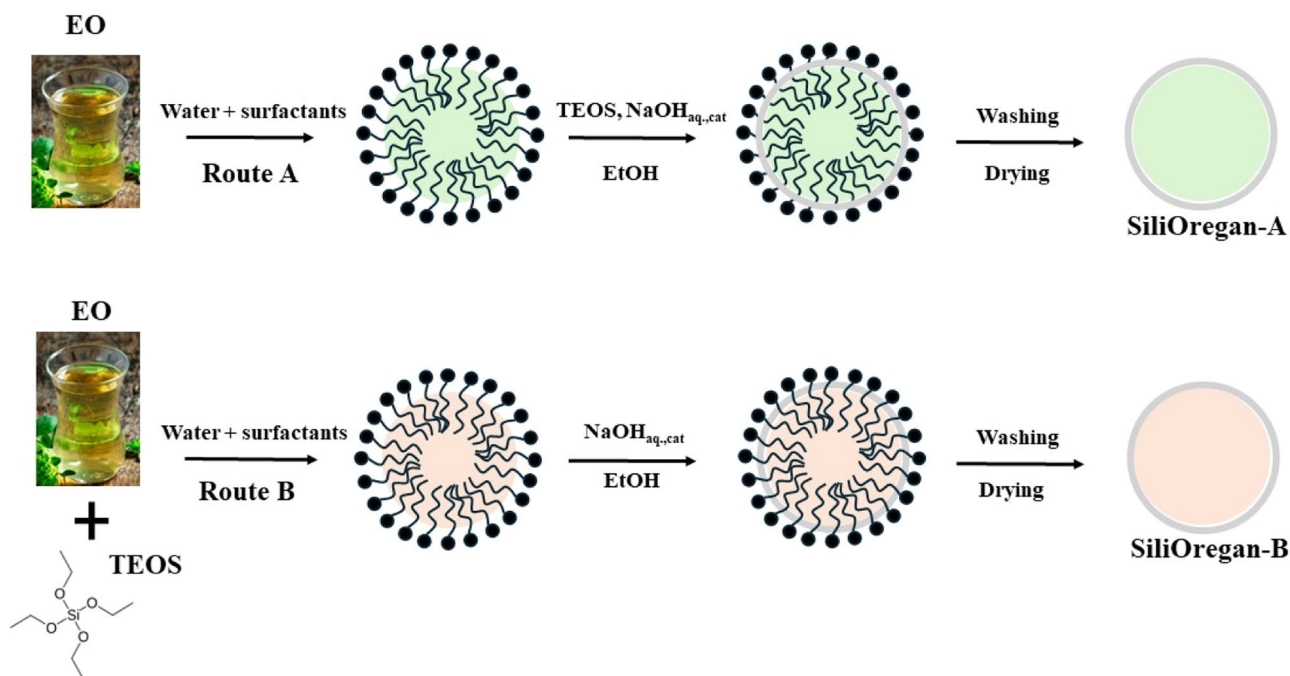 EO
Water + surfactants
Route A
TEOS, NaOHaq.,cat
EtOH
Washing
Drying
SiliOregan-A
EO
Water + surfactants
Route B
NaOHaq.,cat
EtOH
Washing
Drying
SiliOregan-B
+
TEOS
O
O
Si
O
O